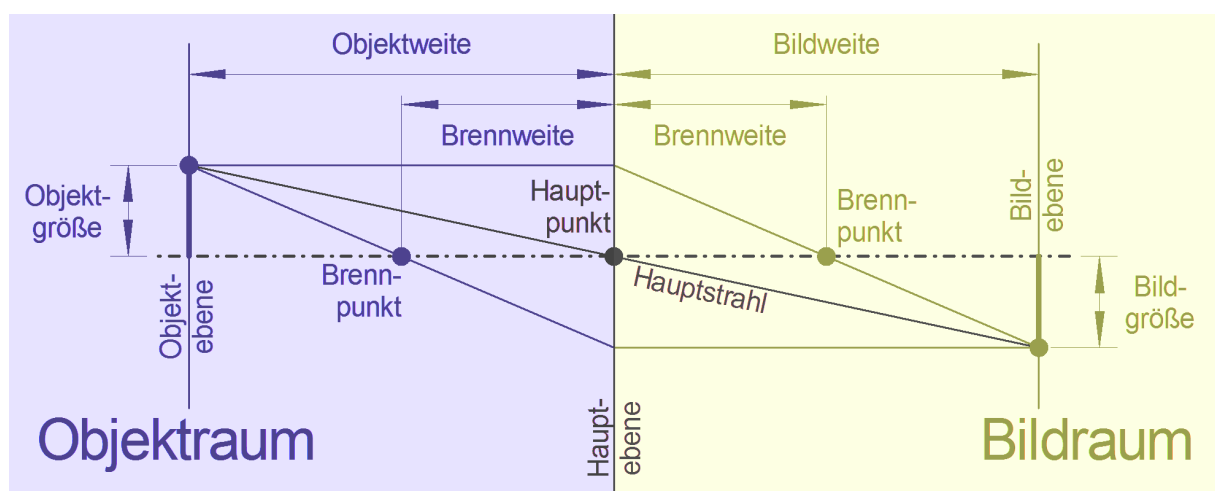 Objektweite
Bildweite
Brennweite
Brennweite
Objekt-
größe
Haupt-
punkt
Brenn-
punkt
Bild-
ebene
Brenn-
punkt
Hauptstrahl
Objekt-
ebene
Bild-
größe
Objektraum
Haupt-
ebene
Bildraum